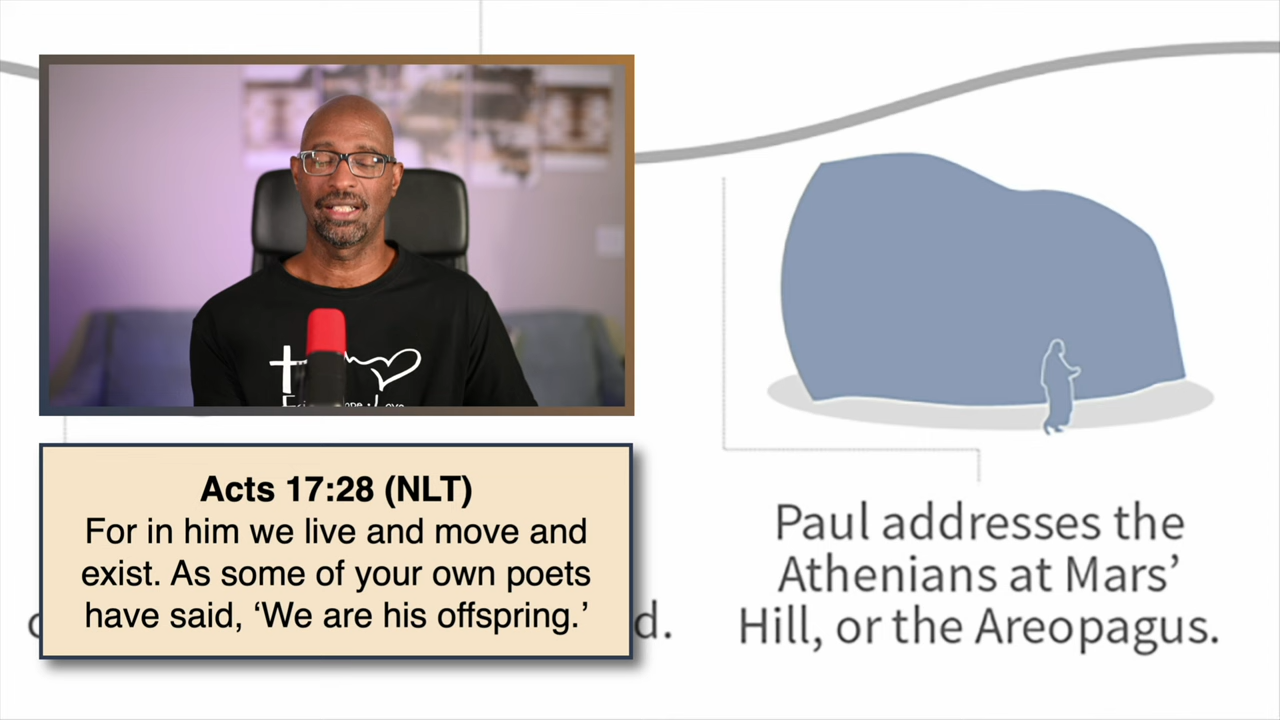 Acts 17:28 (NLT)
For in him we live and move and
exist. As some of your own poets
have said, ‘We are his offspring.’
d.
Paul addresses the
Athenians at Mars’
Hill, or the Areopagus.